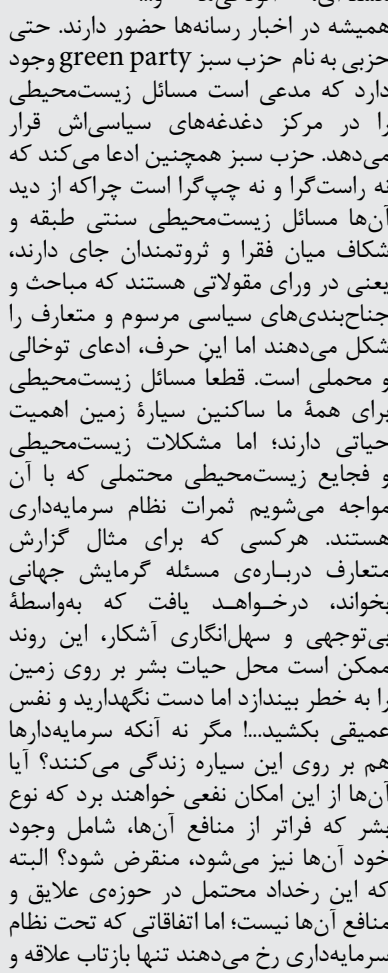 همیشه در اخبار رسانه‌ها حضور دارند. حتی
حزبی به نام حزب سبز green party وجود
دارد که مدعی است مسائل زیست‌محیطی
را در مرکز دغدغه‌های سیاسی‌اش قرار
می‌دهد. حزب سبز همچنین ادعا می‌کند که
نه راست‌گرا و نه چپ‌گرا است چراکه از دید
آن‌ها مسائل زیست‌محیطی سنتی طبقه و
شکاف میان فقرا و ثروتمندان جای دارند،
یعنی در ورای مقولاتی هستند که مباحث و
جناح‌بندی‌های سیاسی مرسوم و متعارف را
شکل می‌دهند اما این حرف، ادعای توخالی
و محملی است. قطعاً مسائل زیست‌محیطی
برای همهٔ ما ساکنین سیارهٔ زمین اهمیت
حیاتی دارند؛ اما مشکلات زیست‌محیطی
و فجایع زیست‌محیطی محتملی که با آن
مواجه می‌شویم ثمرات نظام سرمایه‌داری
هستند. هرکسی که برای مثال گزارش
متعارف دربـاره‌ی مسئله گرمایش جهانی
بخواند، درخـواهـد یافت که به‌واسطهٔ
بی‌توجهی و سهل‌انگاری آشکار، این روند
ممکن است محل حیات بشر بر روی زمین
را به خطر بیندازد اما دست نگهدارید و نفس
عمیقی بکشید...! مگر نه آنکه سرمایه‌دارها
هم بر روی این سیاره زندگی می‌کنند؟ آیا
آن‌ها از این امکان نفعی خواهند برد که نوع
بشر که فراتر از منافع آن‌ها، شامل وجود
خود آن‌ها نیز می‌شود، منقرض شود؟ البته
که این رخداد محتمل در حوزه‌ی علایق و
منافع آن‌ها نیست؛ اما اتفاقاتی که تحت نظام
سرمایه‌داری رخ می‌دهند تنها بازتاب علاقه و